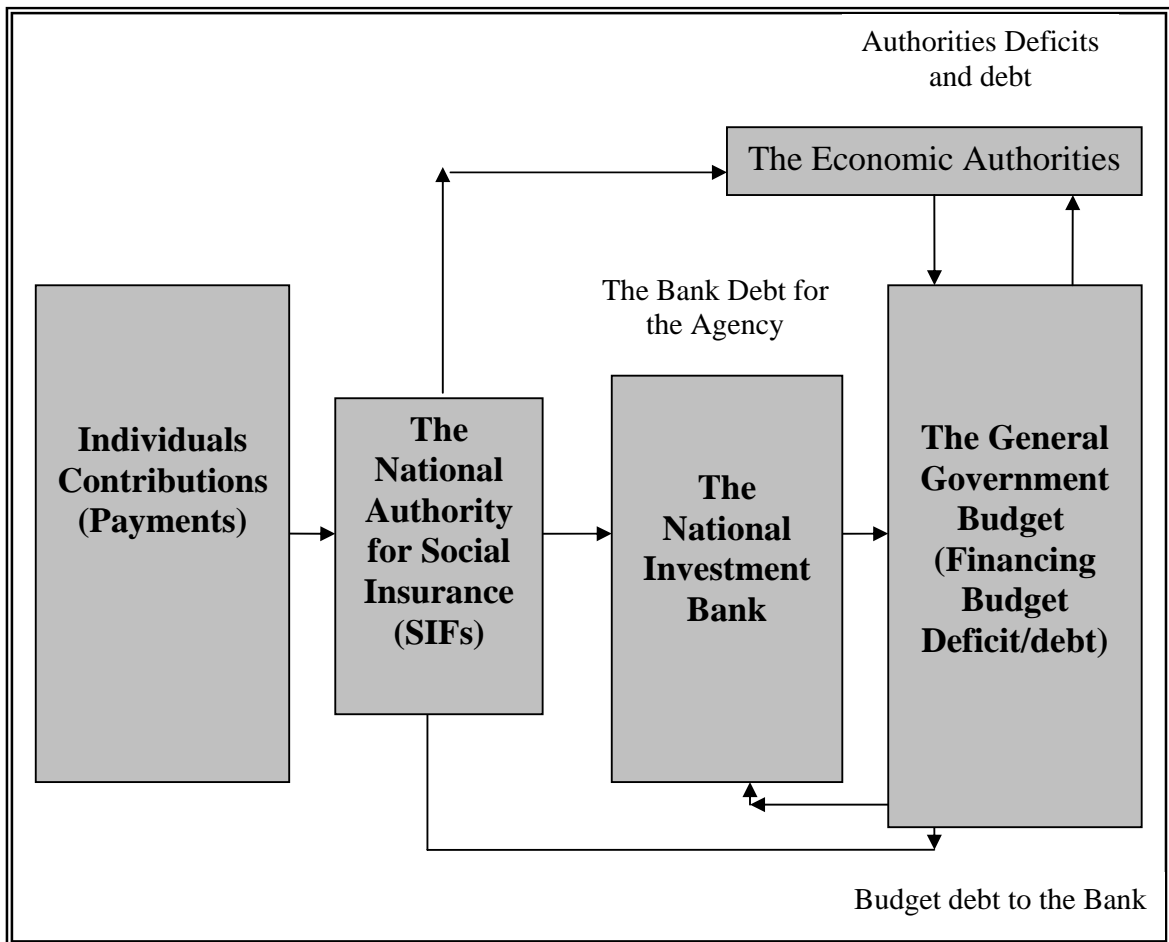 Authorities Deficits
and debt
The Economic Authorities
The Bank Debt for
the Agency
Individuals
Contributions
(Payments)
The
National
Authority
for Social
Insurance
(SIFs)
The
National
Investment
Bank
The General
Government
Budget
(Financing
Budget
Deficit/debt)
Budget debt to the Bank